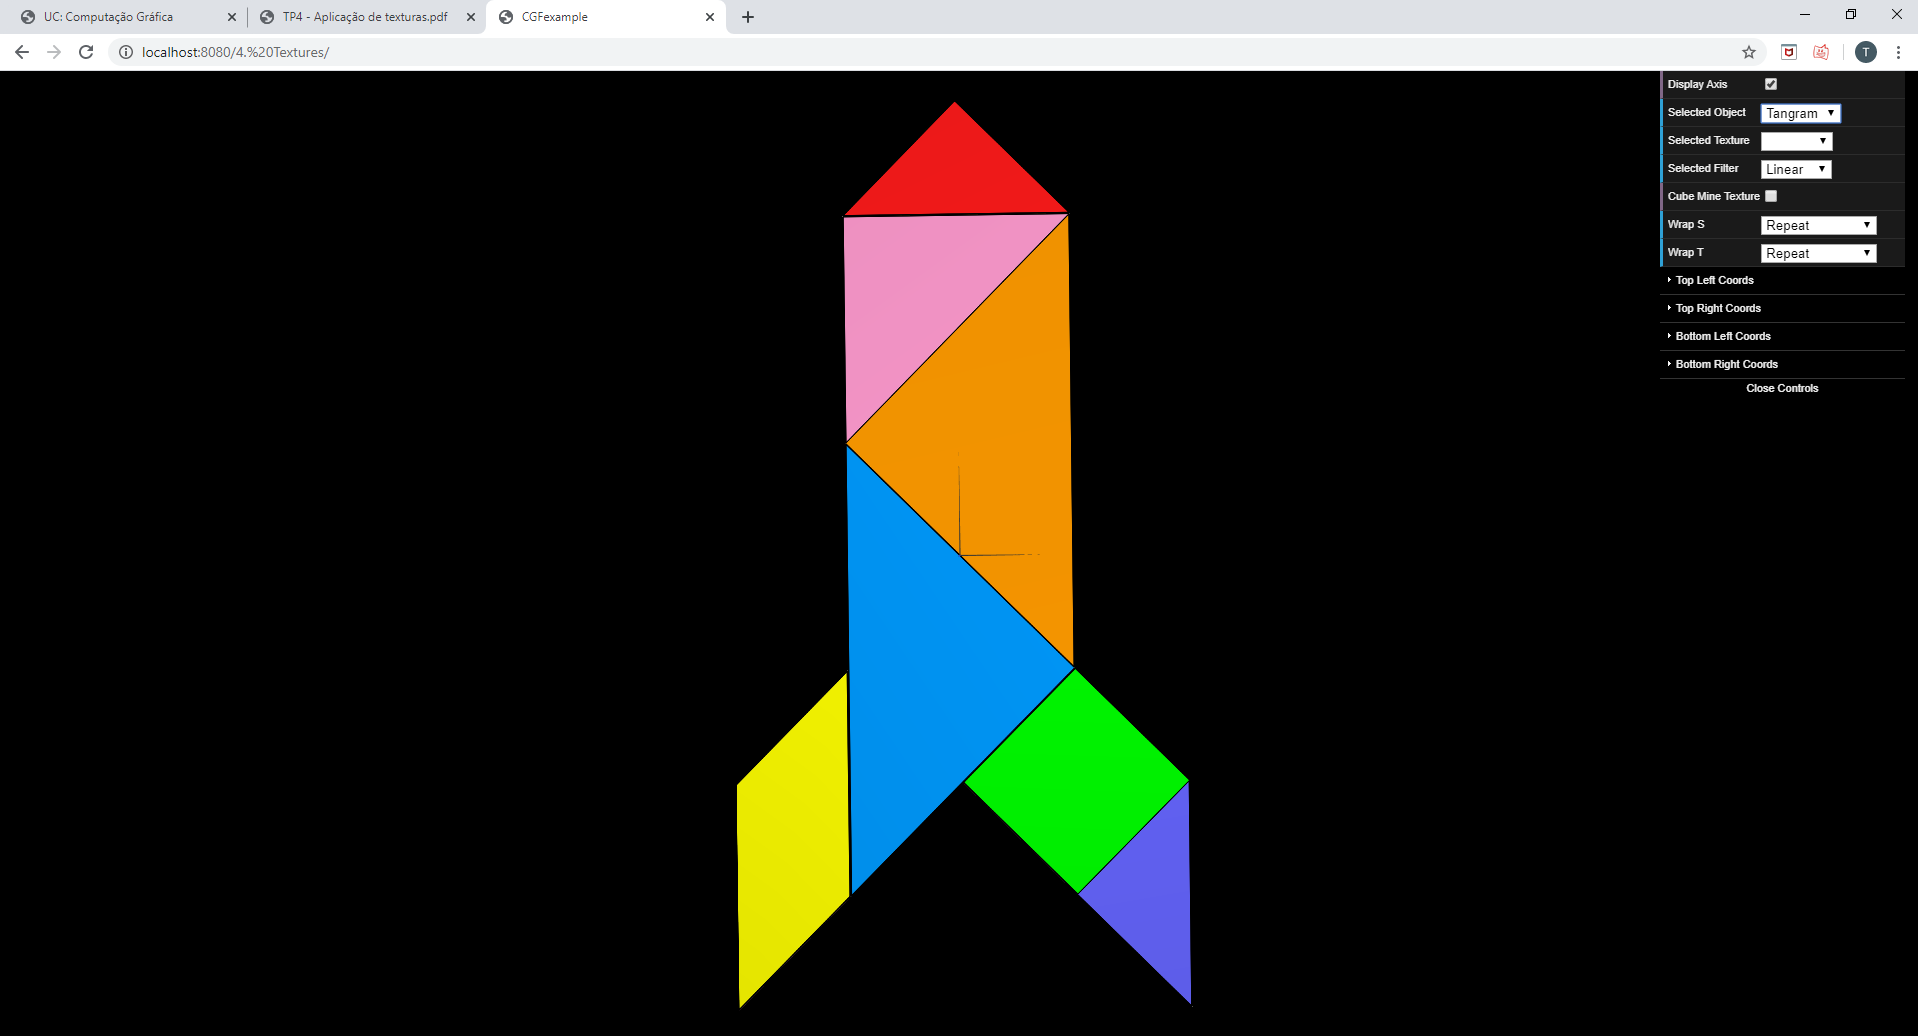 UC: Computação Gráfica
TP4 - Aplicação de texturas.pdf
CGFexample
localhost:8080/4.%20Textures/
T
Display Axis
Selected Object Tangram
Selected Texture
Selected Filter Linear
Cube Mine Texture
Wrap S Repeat
Wrap T Repeat
Top Left Coords
Top Right Coords
Bottom Left Coords
Bottom Right Coords
Close Controls